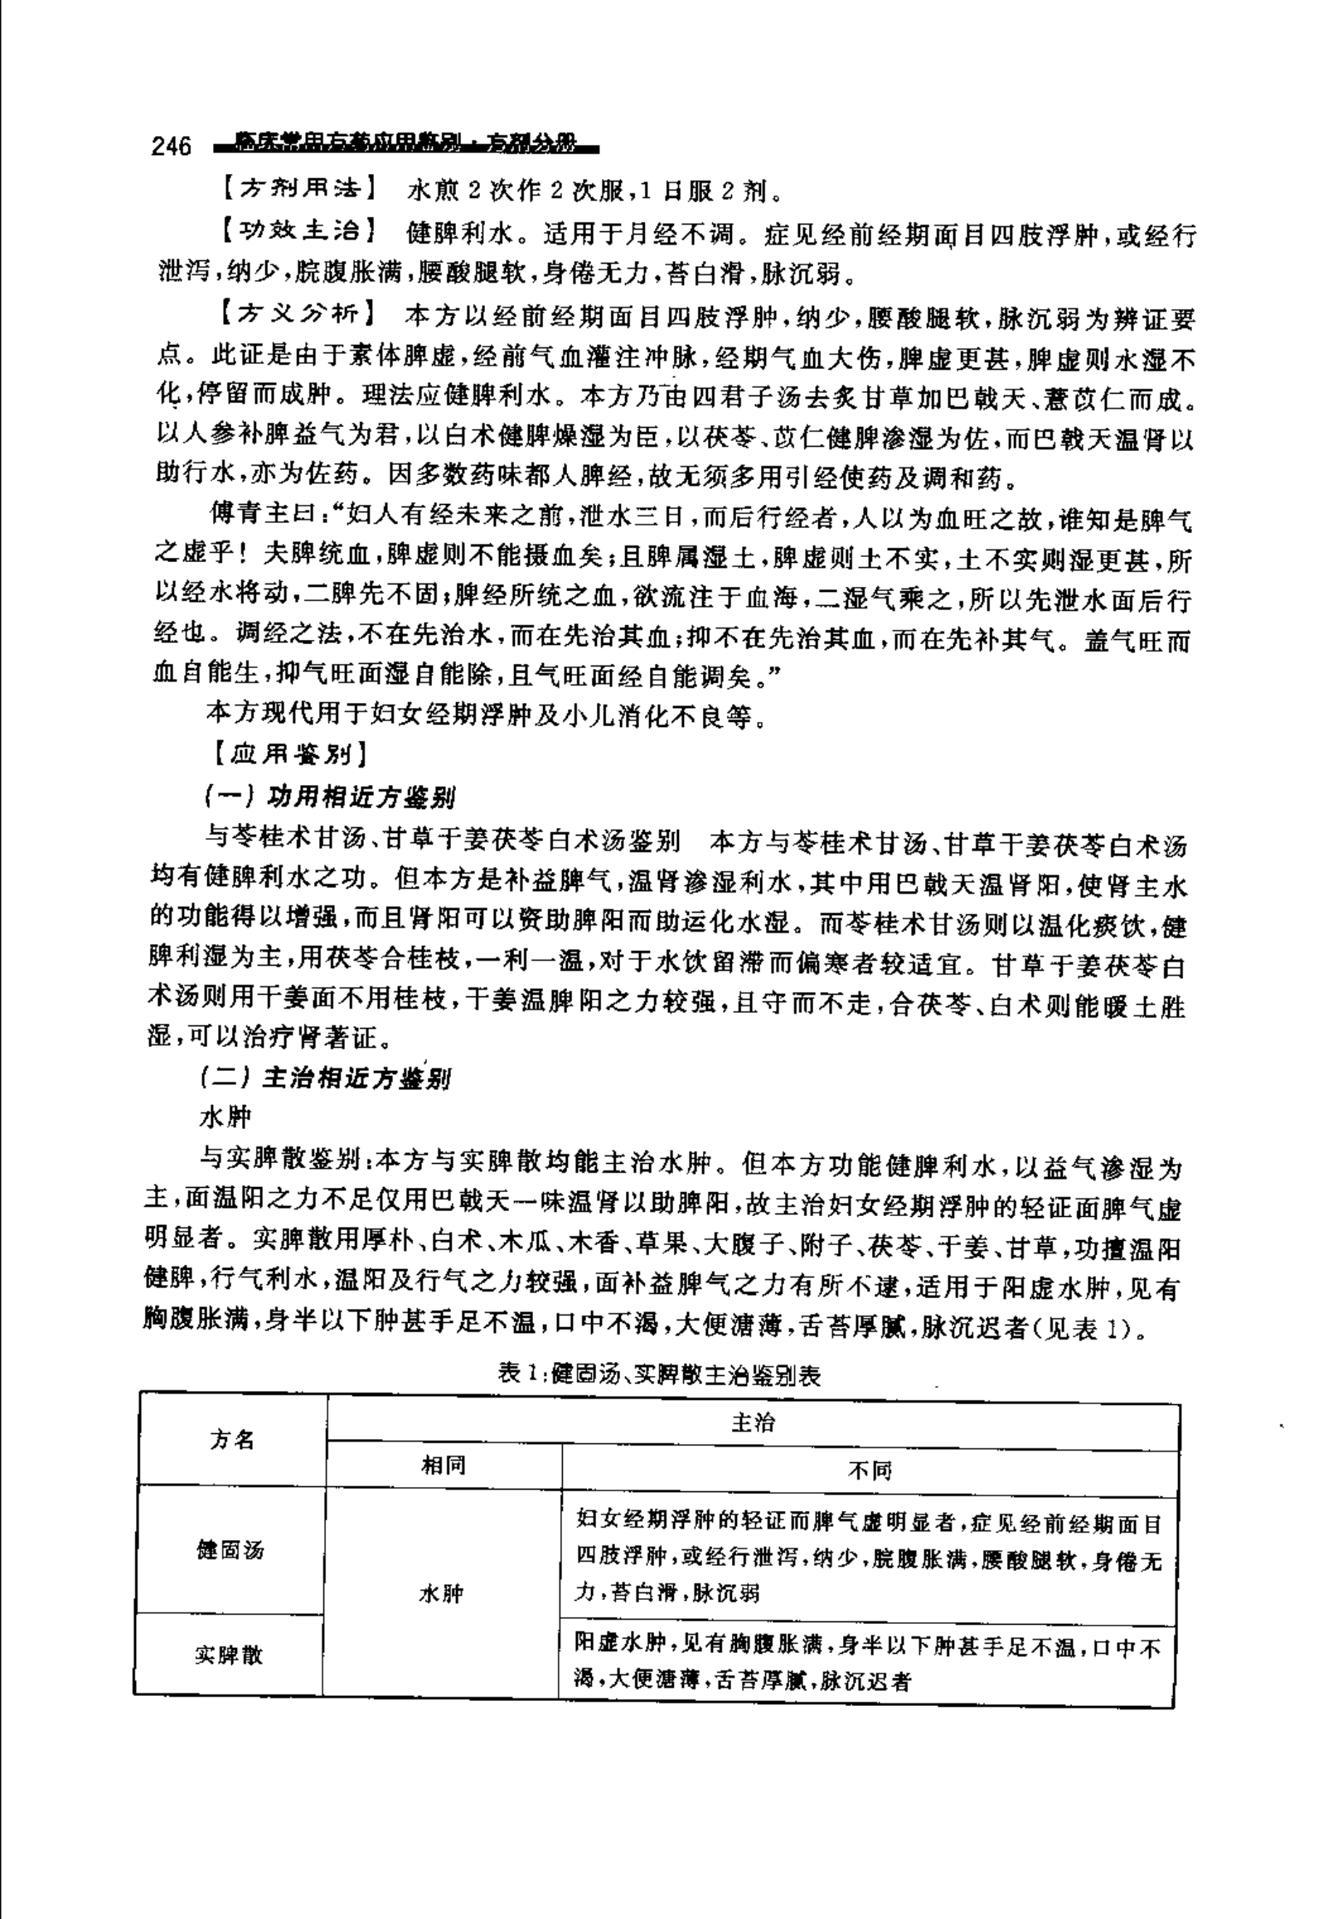 246 临床常用方药应用鉴别·方剂分册
【方剂用法】 水煎2次作2次服,1日服2剂。
【功效主治】 健脾利水。适用于月经不调。症见经前经期面目四肢浮肿,或经行
泄泻,纳少,脘腹胀满,腰酸腿软,身倦无力,苔白滑,脉沉弱。
【方义分析】 本方以经前经期面目四肢浮肿,纳少,腰酸腿软,脉沉弱为辨证要
点。此证是由于素体脾虚,经前气血灌注冲脉,经期气血大伤,脾虚更甚,脾虚则水湿不
化,停留而成肿。理法应健脾利水。本方乃由四君子汤去炙甘草加巴戟天、薏苡仁而成。
以人参补脾益气为君,以白术健脾燥湿为臣,以茯苓、苡仁健脾渗湿为佐,而巴戟天温肾以
助行水,亦为佐药。因多数药味都人脾经,故无须多用引经使药及调和药。
傅青主曰:“妇人有经未来之前,泄水三日,而后行经者,人以为血旺之故,谁知是脾气
之虚乎！夫脾统血,脾虚则不能摄血矣;且脾属湿土,脾虚则土不实,土不实则湿更甚,所
以经水将动,二脾先不固;脾经所统之血,欲流注于血海,二湿气乘之,所以先泄水面后行
经也。调经之法,不在先治水,而在先治其血;抑不在先治其血,而在先补其气。盖气旺而
血自能生,抑气旺面湿自能除,且气旺面经自能调矣。”
本方现代用于妇女经期浮肿及小儿消化不良等。
【应用鉴别】
(一) 功用相近方鉴别
与苓桂术甘汤、甘草干姜茯苓白术汤鉴别 本方与苓桂术甘汤、甘草干姜茯苓白术汤
均有健脾利水之功。但本方是补益脾气,温肾渗湿利水,其中用巴戟天温肾阳,使肾主水
的功能得以增强,而且肾阳可以资助脾阳而助运化水湿。而苓桂术甘汤则以温化痰饮,健
脾利湿为主,用茯苓合桂枝,一利一温,对于水饮留滞而偏寒者较适宜。甘草干姜茯苓白
术汤则用干姜面不用桂枝,干姜温脾阳之力较强,且守而不走,合茯苓、白术则能暖土胜
湿,可以治疗肾著证。
(二) 主治相近方鉴别
水肿
与实脾散鉴别:本方与实脾散均能主治水肿。但本方功能健脾利水,以益气渗湿为
主,面温阳之力不足仅用巴戟天一味温肾以助脾阳,故主治妇女经期浮肿的轻证面脾气虚
明显者。实脾散用厚朴、白术、木瓜、木香、草果、大腹子、附子、茯苓、干姜、甘草,功擅温阳
健脾,行气利水,温阳及行气之力较强,面补益脾气之力有所不逮,适用于阳虚水肿,见有
胸腹胀满,身半以下肿甚手足不温,口中不渴,大便溏薄,舌苔厚腻,脉沉迟者(见表1)。
表1:健固汤、实脾散主治鉴别表
方名
主治
相同
不同
健固汤
水肿
妇女经期浮肿的轻证而脾气虚明显者,症见经前经期面目
四肢浮肿,或经行泄泻,纳少,脘腹胀满,腰酸腿软,身倦无
力,苔白滑,脉沉弱
实脾散
阳虚水肿,见有胸腹胀满,身半以下肿甚手足不温,口中不
渴,大便溏薄,舌苔厚腻,脉沉迟者